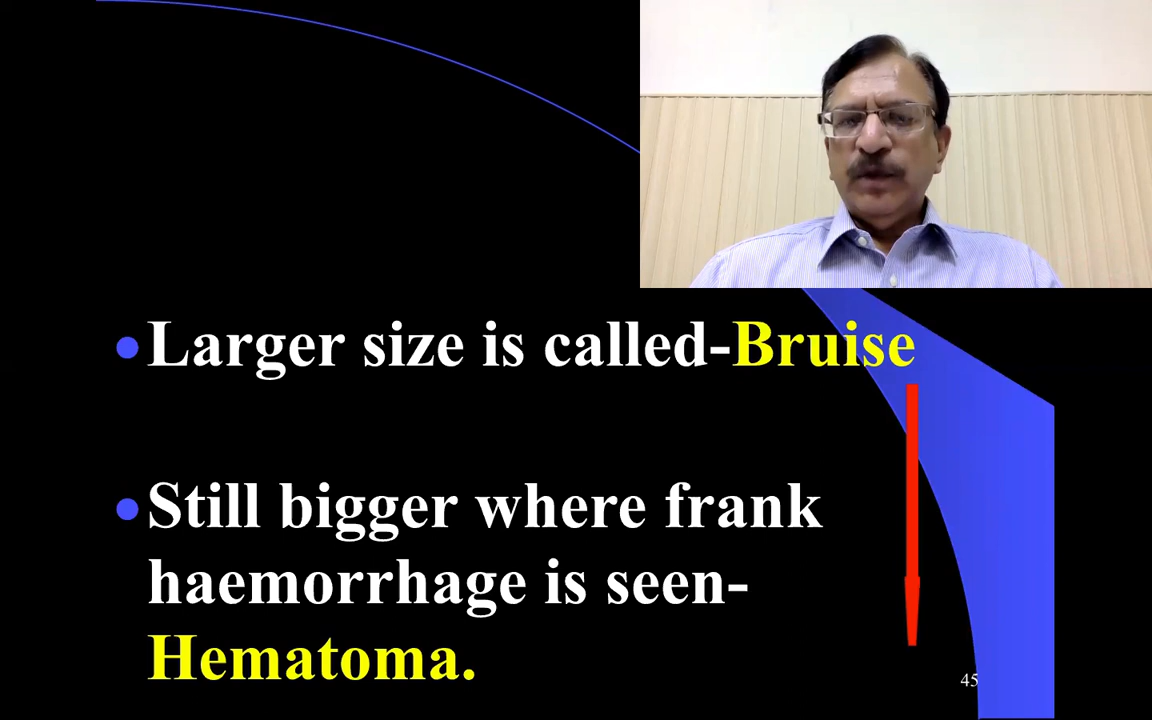 Larger size is called-Bruise
Still bigger where frank
haemorrhage is seen-
Hematoma.
45